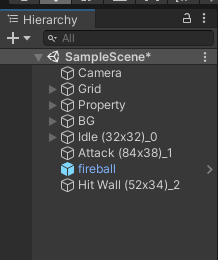 Hierarchy
All
SampleScene*
Camera
Grid
Property
BG
Idle (32x32)_0
Attack (84x38)_1
fireball
Hit Wall (52x34)_2